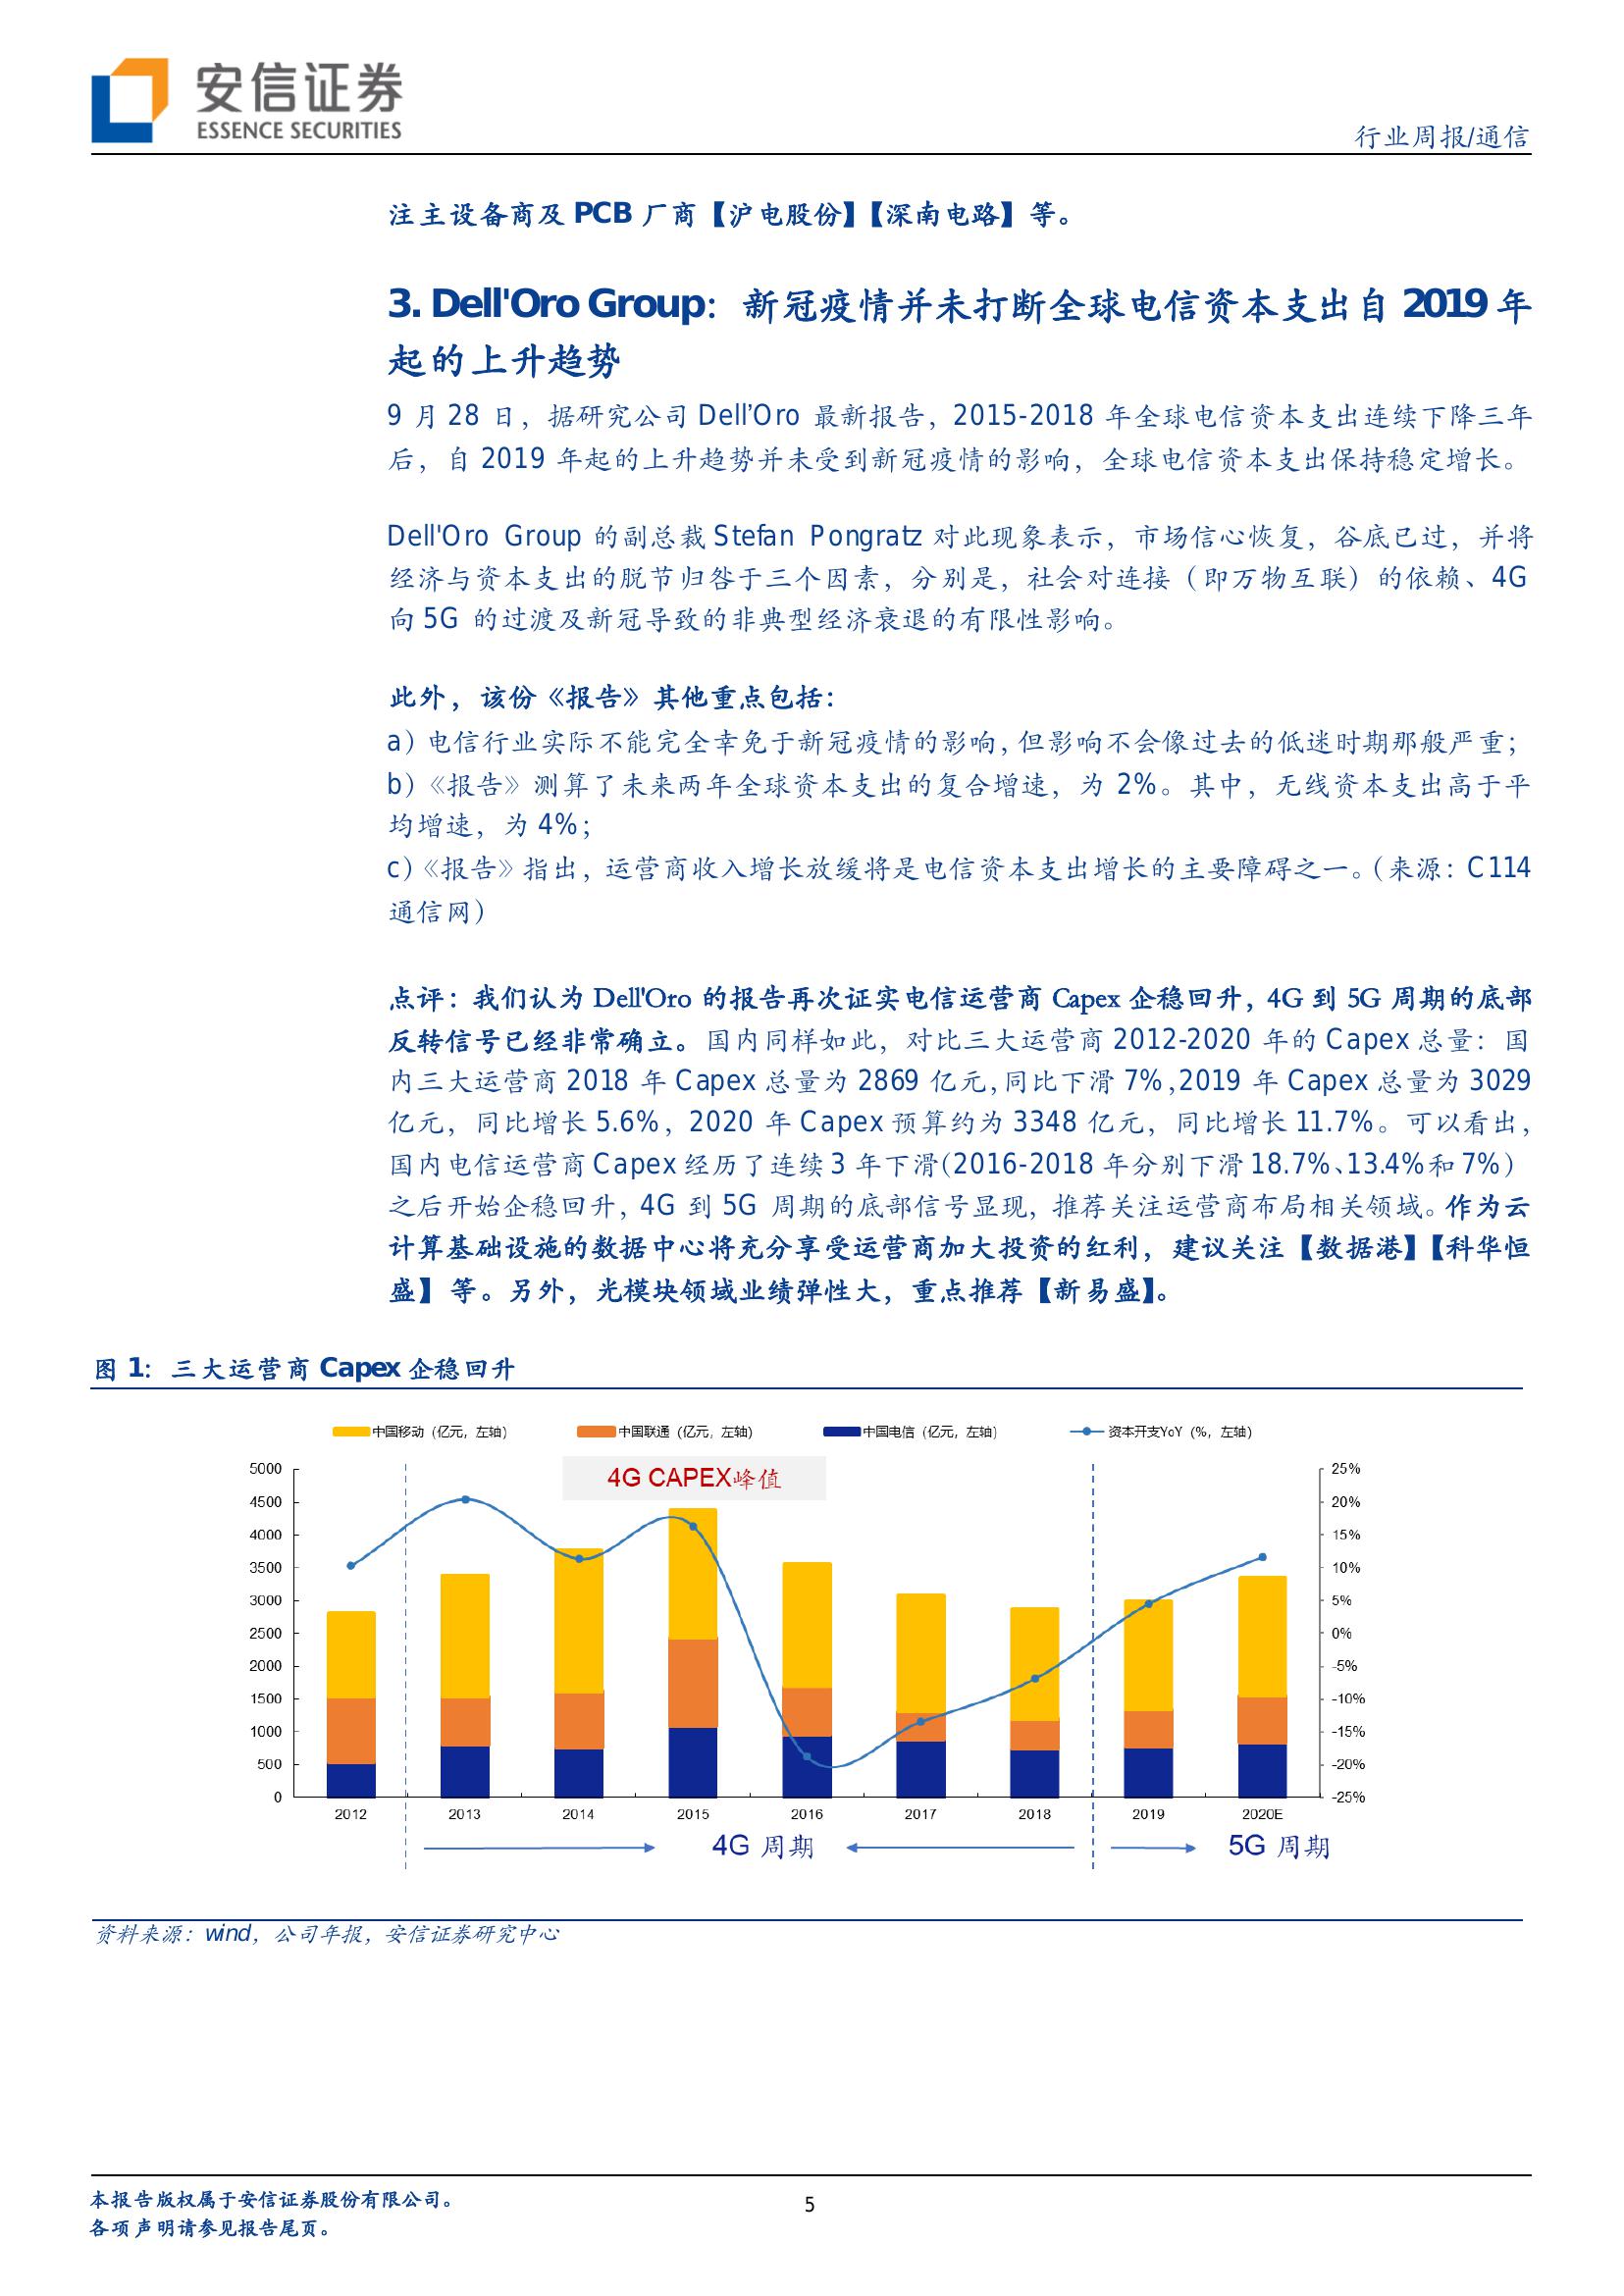 安信证券
ESSENCE SECURITIES
行业周报/通信
注主设备商及 PCB 厂商【沪电股份】【深南电路】等。
3. Dell'Oro Group：新冠疫情并未打断全球电信资本支出自 2019 年
起的上升趋势
9 月 28 日，据研究公司 Dell’Oro 最新报告，2015-2018 年全球电信资本支出连续下降三年
后，自 2019 年起的上升趋势并未受到新冠疫情的影响，全球电信资本支出保持稳定增长。
Dell'Oro Group 的副总裁 Stefan Pongratz 对此现象表示，市场信心恢复，谷底已过，并将
经济与资本支出的脱节归咎于三个因素，分别是，社会对连接（即万物互联）的依赖、4G
向 5G 的过渡及新冠导致的非典型经济衰退的有限性影响。
此外，该份《报告》其他重点包括：
a）电信行业实际不能完全幸免于新冠疫情的影响，但影响不会像过去的低迷时期那般严重；
b）《报告》测算了未来两年全球资本支出的复合增速，为 2%。其中，无线资本支出高于平
均增速，为 4%；
c）《报告》指出，运营商收入增长放缓将是电信资本支出增长的主要障碍之一。（来源：C114
通信网）
点评：我们认为 Dell'Oro 的报告再次证实电信运营商 Capex 企稳回升，4G 到 5G 周期的底部
反转信号已经非常确立。国内同样如此，对比三大运营商 2012-2020 年的 Capex 总量：国
内三大运营商 2018 年 Capex 总量为 2869 亿元，同比下滑 7%，2019 年 Capex 总量为 3029
亿元，同比增长 5.6%，2020 年 Capex 预算约为 3348 亿元，同比增长 11.7%。可以看出，
国内电信运营商 Capex 经历了连续 3 年下滑（2016-2018 年分别下滑 18.7%、13.4%和 7%）
之后开始企稳回升，4G 到 5G 周期的底部信号显现，推荐关注运营商布局相关领域。作为云
计算基础设施的数据中心将充分享受运营商加大投资的红利，建议关注【数据港】【科华恒
盛】等。另外，光模块领域业绩弹性大，重点推荐【新易盛】。
图 1：三大运营商 Capex 企稳回升
中国移动（亿元，左轴） 中国联通（亿元，左轴） 中国电信（亿元，左轴） 资本开支YoY（%，左轴）
4G CAPEX峰值
5000 25%
4500 20%
4000 15%
3500 10%
3000 5%
2500 0%
2000 -5%
1500 -10%
1000 -15%
500 -20%
0 -25%
2012 2013 2014 2015 2016 2017 2018 2019 2020E
4G 周期 5G 周期
资料来源：wind，公司年报，安信证券研究中心
本报告版权属于安信证券股份有限公司。
5
各项声明请参见报告尾页。